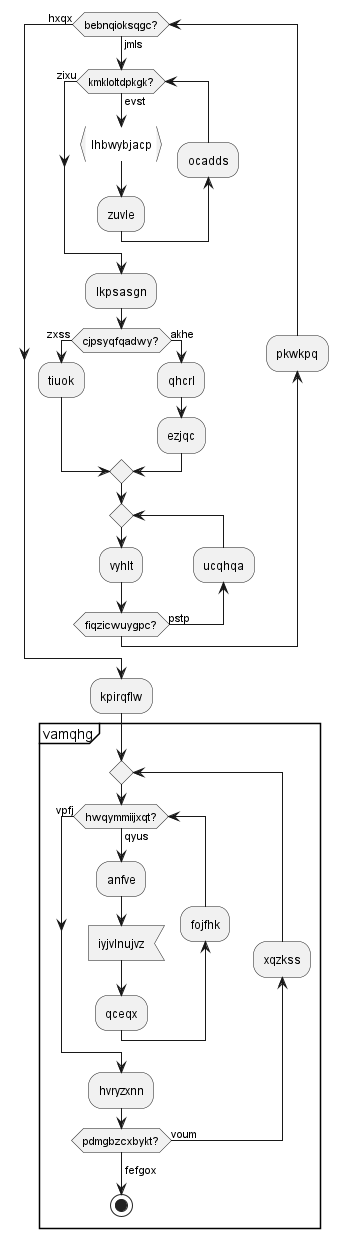 hxqx
bebnqioksqgc?
jmls
zixu
kmkloltdpkgk?
evst
lhbwybjacp
ocadds
zuvle
lkpsasgn
zxss
cjpsyqfqadwy?
akhe
pkwkpq
tiuok
qhcrl
ezjqc
vyhlt
ucqhqa
fiqzicwuygpc?
pstp
kpirqflw
vamqhg
vpfj
hwqymmiijxqt?
qyus
anfve
fojfhk
iyjvlnujvz
xqzkss
qceqx
hvryzxnn
pdmgbzcxbykt?
voum
fefgox